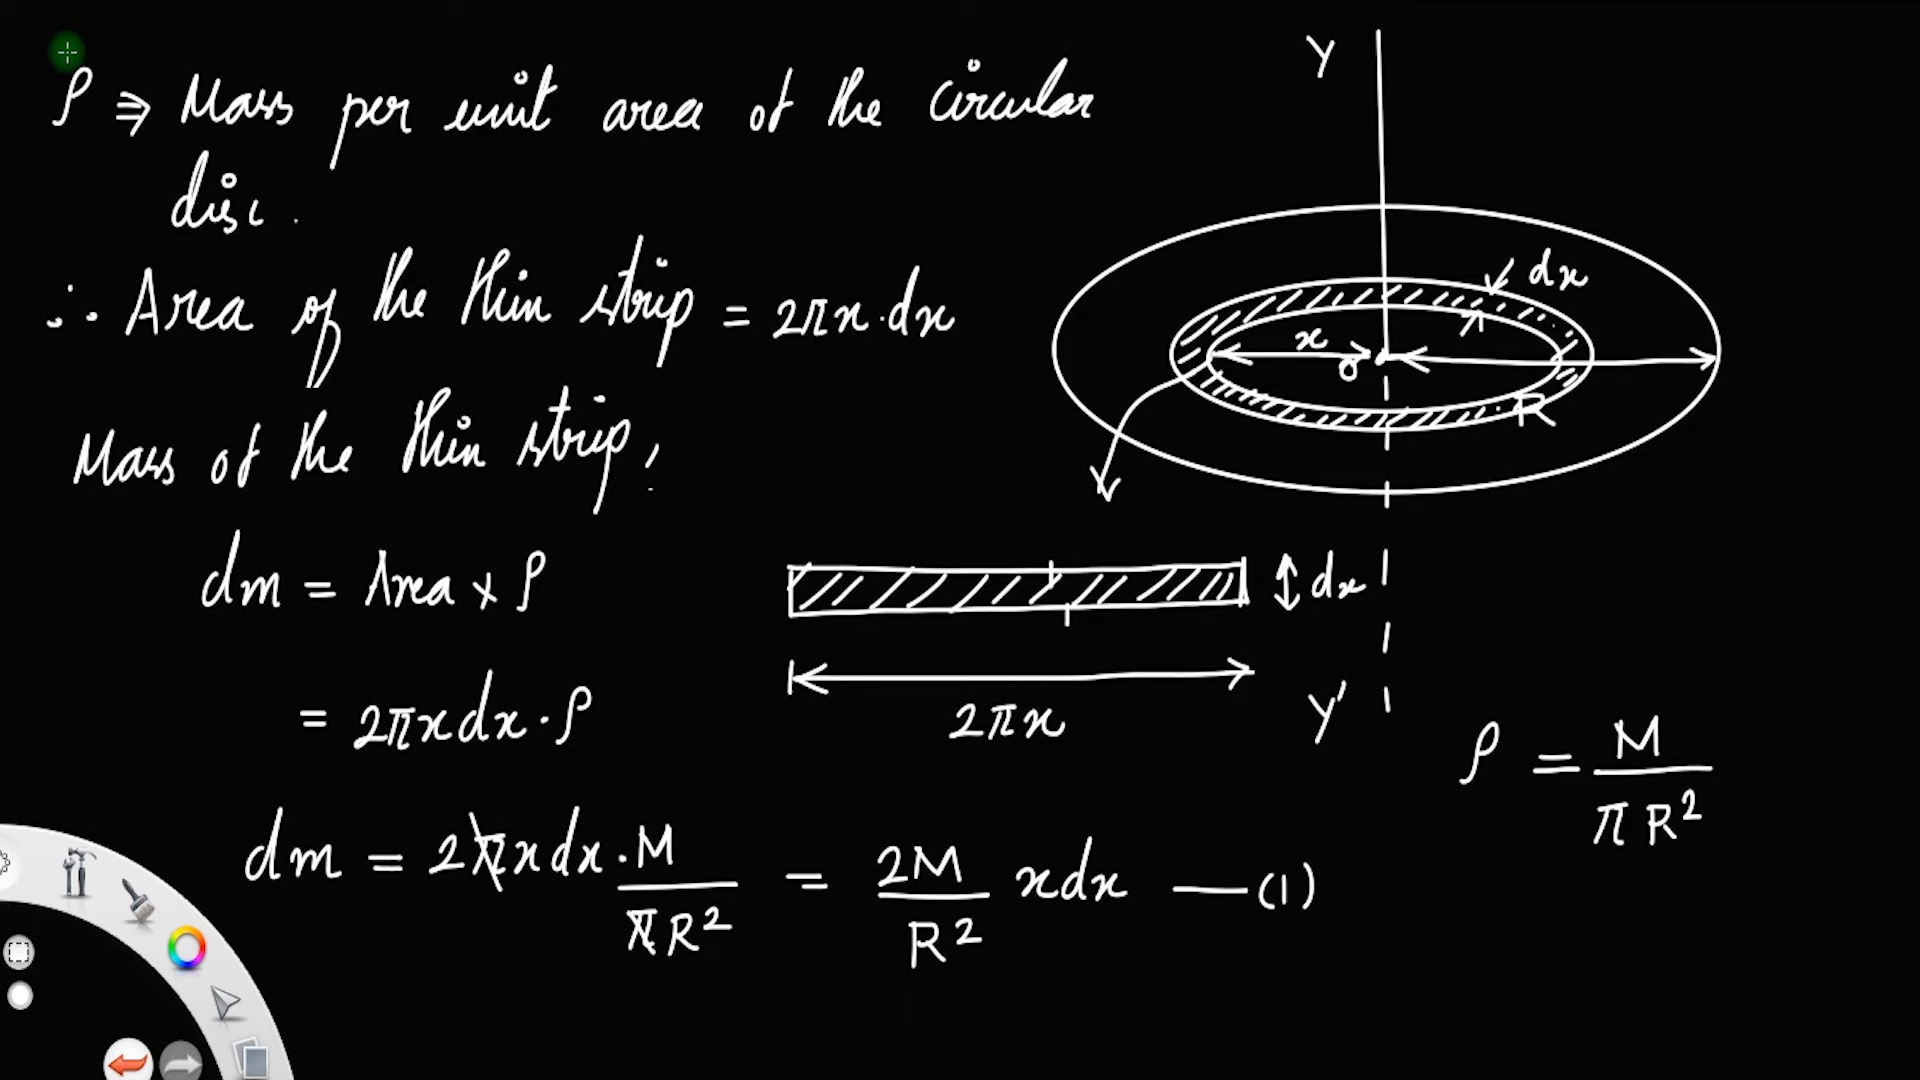 ρ ⇒ Mass per unit area of the circular
disc.
∴ Area of the thin strip = 2πx.dx
Mass of the thin strip,
dm = Area × ρ
= 2πxdx·ρ
dm = 2πxdx · M/πR² = 2M/R² xdx —(1)
Y
dx
x
O
R
dx
2πx
Y'
ρ = M/πR²